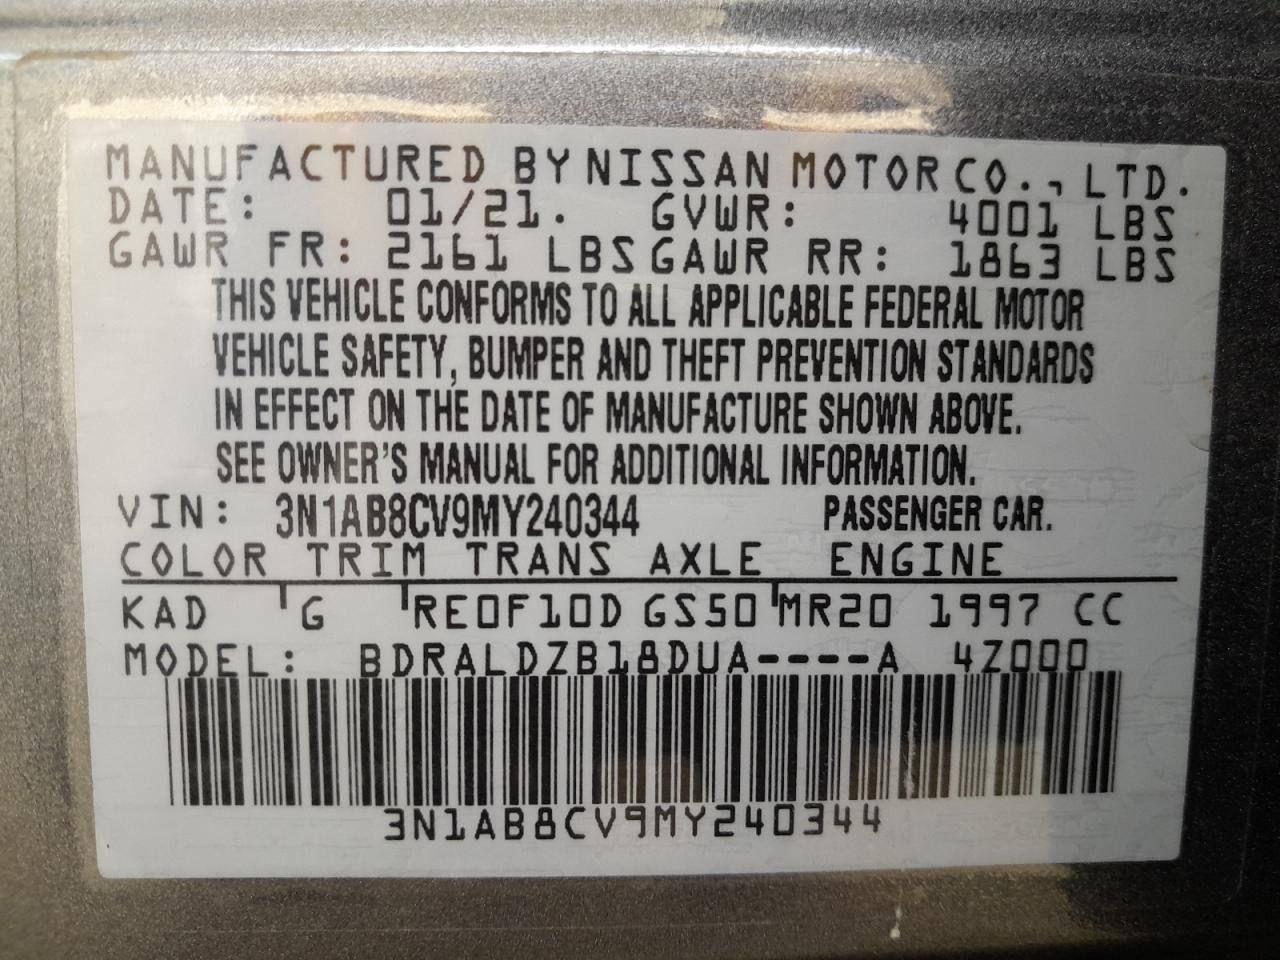 MANUFACTURED BY NISSAN MOTOR CO., LTD.
DATE: 01/21. GVWR: 4001 LBS
GAWR FR: 2161 LBS GAWR RR: 1863 LBS
THIS VEHICLE CONFORMS TO ALL APPLICABLE FEDERAL MOTOR
VEHICLE SAFETY, BUMPER AND THEFT PREVENTION STANDARDS
IN EFFECT ON THE DATE OF MANUFACTURE SHOWN ABOVE.
SEE OWNER'S MANUAL FOR ADDITIONAL INFORMATION.
VIN: 3N1AB8CV9MY240344 PASSENGER CAR.
COLOR TRIM TRANS AXLE ENGINE
KAD G RE0F10D GS50 MR20 1997 CC
MODEL: BDRALDZB18DUA----A 4Z000
3N1AB8CV9MY240344